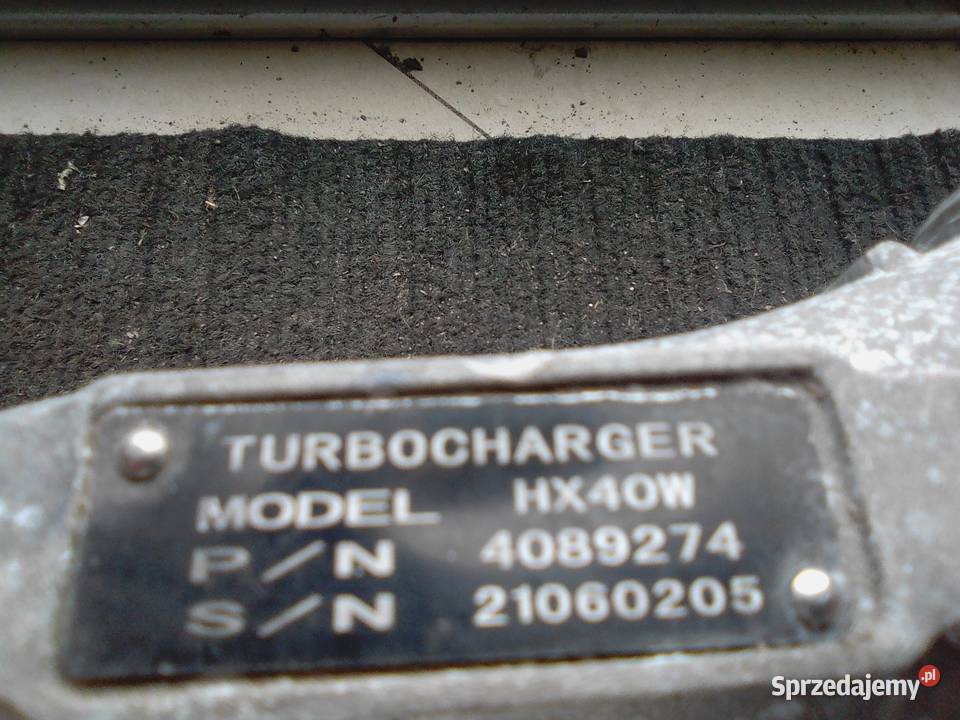 TURBOCHARGER
MODEL HX40W
P/N 4089274
S/N 21060205
Sprzedajemy.pl